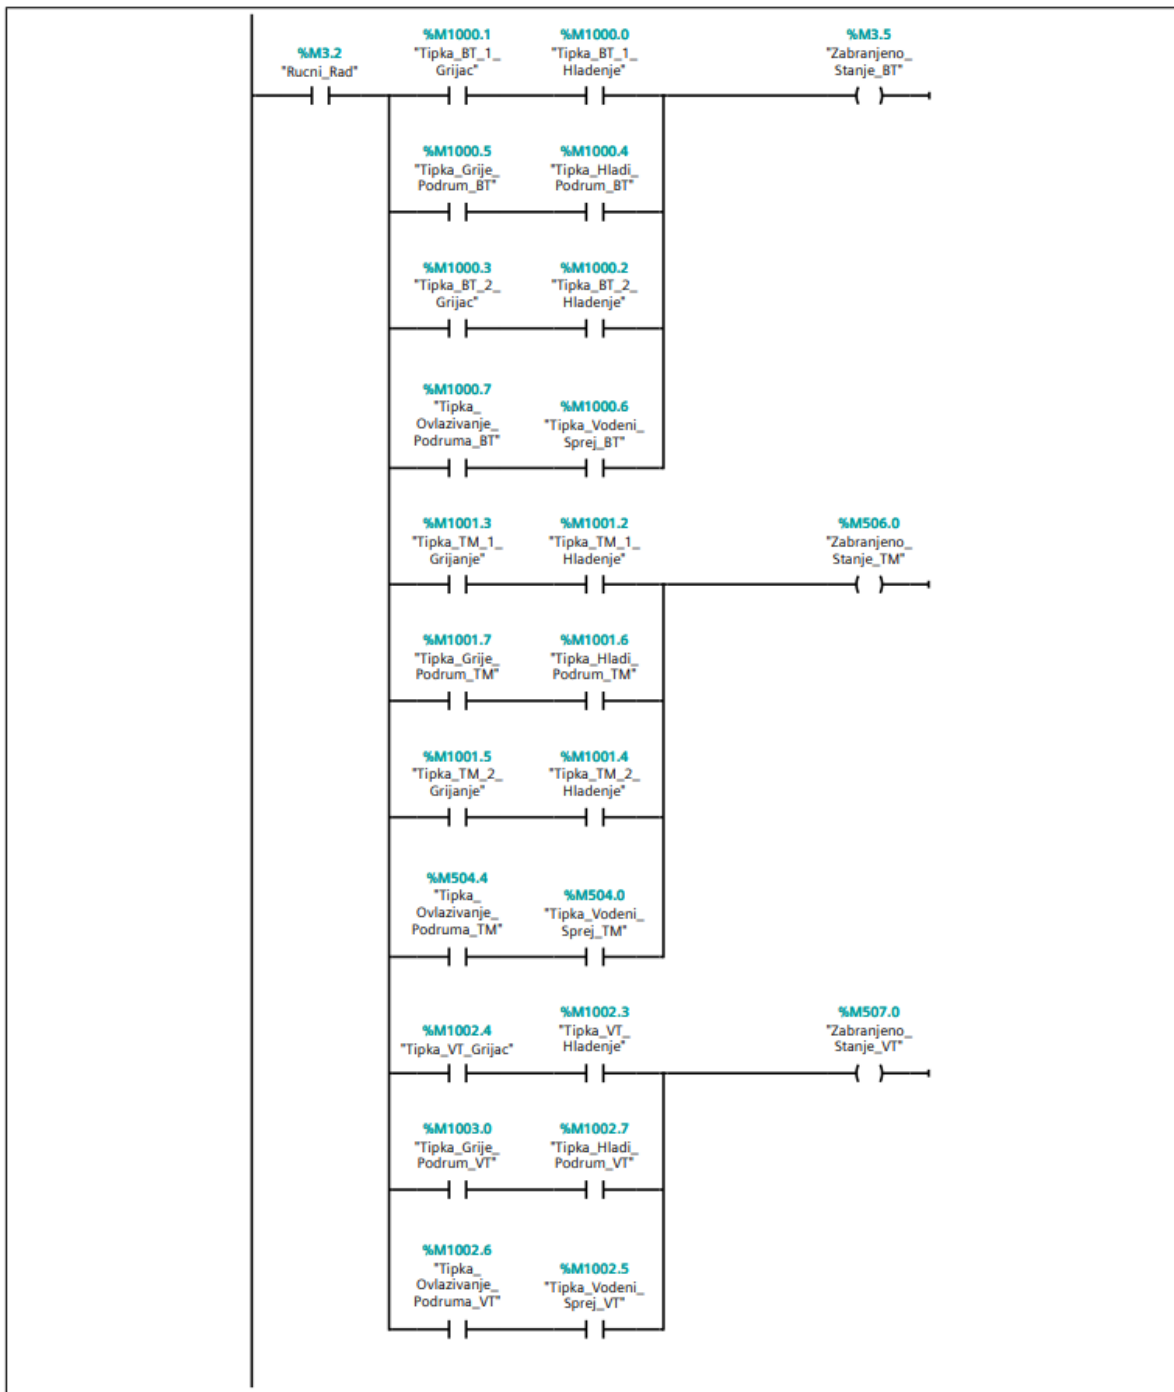 %M3.2
"Rucni_Rad"
%M1000.1
"Tipka_BT_1_
Grijac"
%M1000.0
"Tipka_BT_1_
Hladenje"
%M3.5
"Zabranjeno_
Stanje_BT"
%M1000.5
"Tipka_Grije_
Podrum_BT"
%M1000.4
"Tipka_Hladi_
Podrum_BT"
%M1000.3
"Tipka_BT_2_
Grijac"
%M1000.2
"Tipka_BT_2_
Hladenje"
%M1000.7
"Tipka_
Ovlazivanje_
Podruma_BT"
%M1000.6
"Tipka_Vodeni_
Sprej_BT"
%M1001.3
"Tipka_TM_1_
Grijanje"
%M1001.2
"Tipka_TM_1_
Hladenje"
%M506.0
"Zabranjeno_
Stanje_TM"
%M1001.7
"Tipka_Grije_
Podrum_TM"
%M1001.6
"Tipka_Hladi_
Podrum_TM"
%M1001.5
"Tipka_TM_2_
Grijanje"
%M1001.4
"Tipka_TM_2_
Hladenje"
%M504.4
"Tipka_
Ovlazivanje_
Podruma_TM"
%M504.0
"Tipka_Vodeni_
Sprej_TM"
%M1002.4
"Tipka_VT_Grijac"
%M1002.3
"Tipka_VT_
Hladenje"
%M507.0
"Zabranjeno_
Stanje_VT"
%M1003.0
"Tipka_Grije_
Podrum_VT"
%M1002.7
"Tipka_Hladi_
Podrum_VT"
%M1002.6
"Tipka_
Ovlazivanje_
Podruma_VT"
%M1002.5
"Tipka_Vodeni_
Sprej_VT"